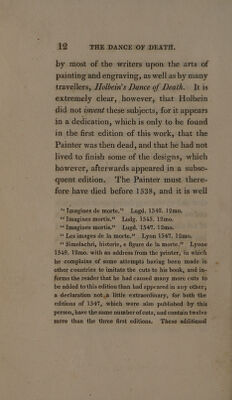 12 THE DANCE OF DEATH.
by most of the writers upon the arts of
painting and engraving, as well as by many
travellers, Holbein's Dance of Death. It is
extremely clear, however, that Holbein
did not invent these subjects, for it appears
in a dedication, which is only to be found
in the first edition of this work, that the
Painter was then dead, and that he had not
lived to finish some of the designs, which
however, afterwards appeared in a subse-
quent edition. The Painter must there-
fore have died before 1538, and it is well
"Imagines de morte." Lugd. 1542. 12mo.
"Imagines mortis." Ludg. 1545. 12mo.
"Imagines mortis." Lugd. 1547. 12mo.
"Les images de la morte." Lyon 1547. 12mo.
"Simolachri, historie, e figure de la morte." Lyone
1549. 12mo. with an address from the printer, in which
he complains of some attempts having been made in
other countries to imitate the cuts to his book, and in-
forms the reader that he had caused many more cuts to
be added to this edition than had appeared in any other;
a declaration not a little extraordinary, for both the
editions of 1547, which were also published by this
person, have the same number of cuts, and contain twelve
more than the three first editions. These additional